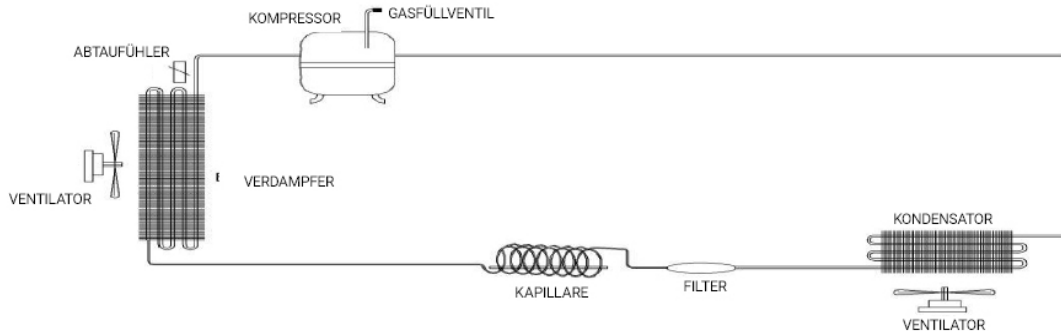 GASFÜLLVENTIL
KOMPRESSOR
ABTAUFÜHLER
VERDAMPFER
VENTILATOR
KONDENSATOR
KAPILLARE
FILTER
VENTILATOR